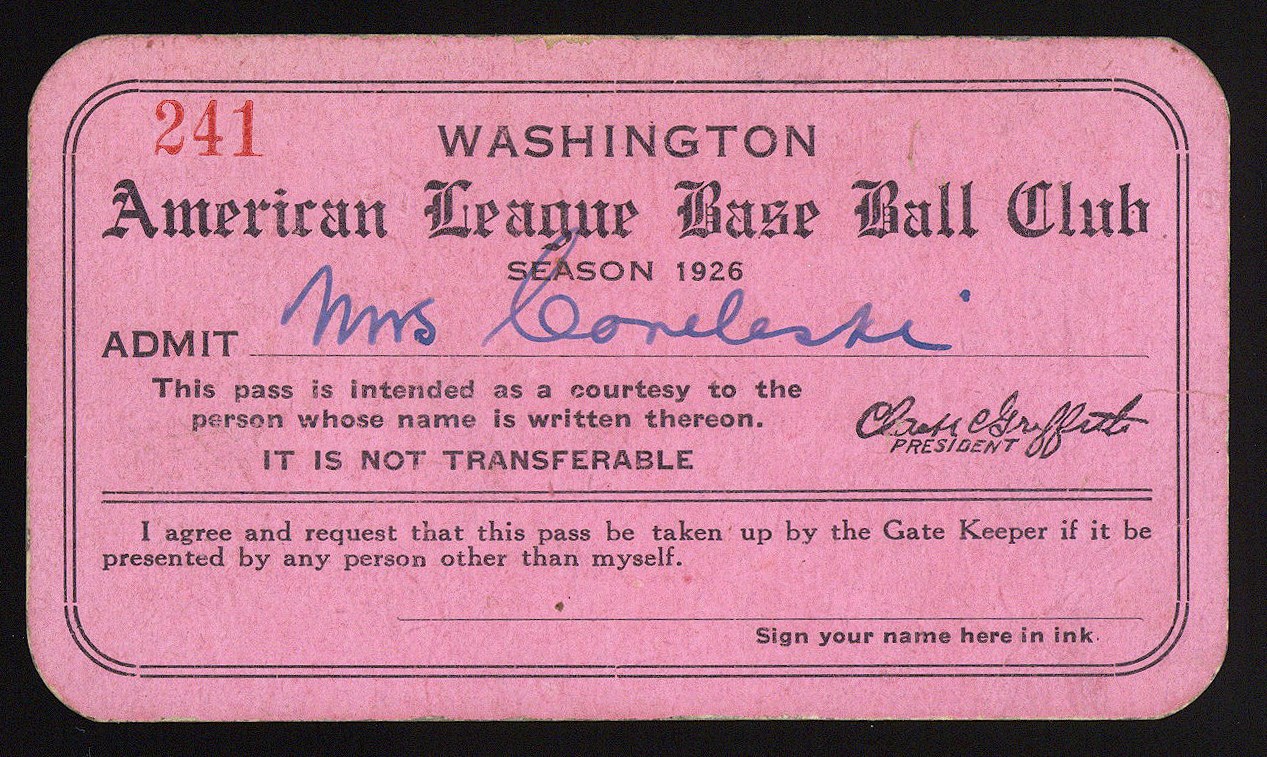 241
WASHINGTON
American League Base Ball Club
SEASON 1926
ADMIT Mrs Coveleski
This pass is intended as a courtesy to the
person whose name is written thereon.
IT IS NOT TRANSFERABLE
Clark C Griffith
PRESIDENT
I agree and request that this pass be taken up by the Gate Keeper if it be
presented by any person other than myself.
Sign your name here in ink.